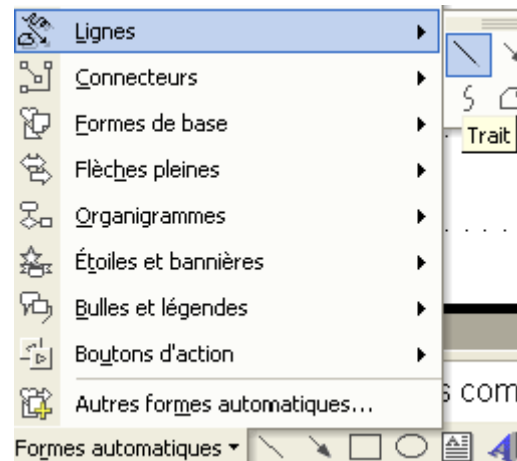 Lignes
Connecteurs
Formes de base
Flèches pleines
Organigrammes
Étoiles et bannières
Bulles et légendes
Boutons d'action
Autres formes automatiques...
Formes automatiques
Trait
com
A